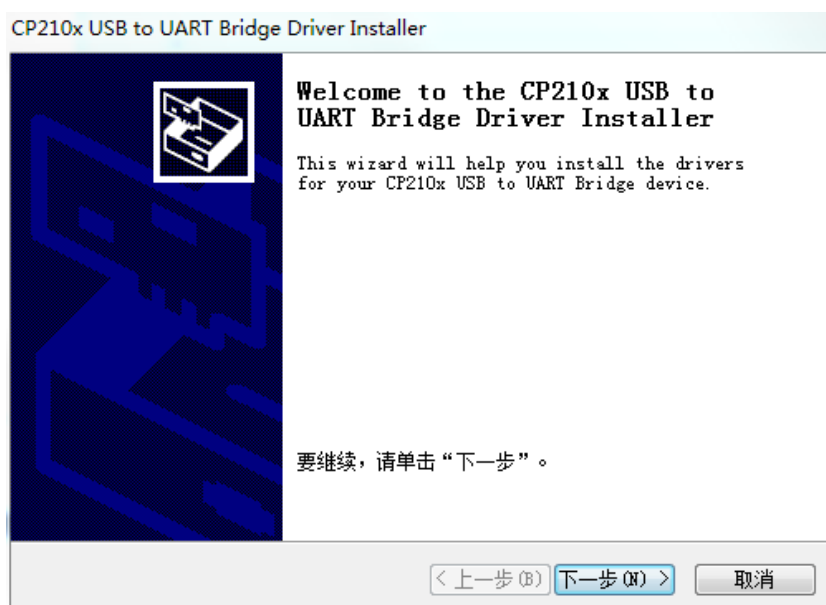 CP210x USB to UART Bridge Driver Installer
Welcome to the CP210x USB to
UART Bridge Driver Installer
This wizard will help you install the drivers
for your CP210x USB to UART Bridge device.
要继续，请单击“下一步”。
< 上一步(B) 下一步(N) > 取消